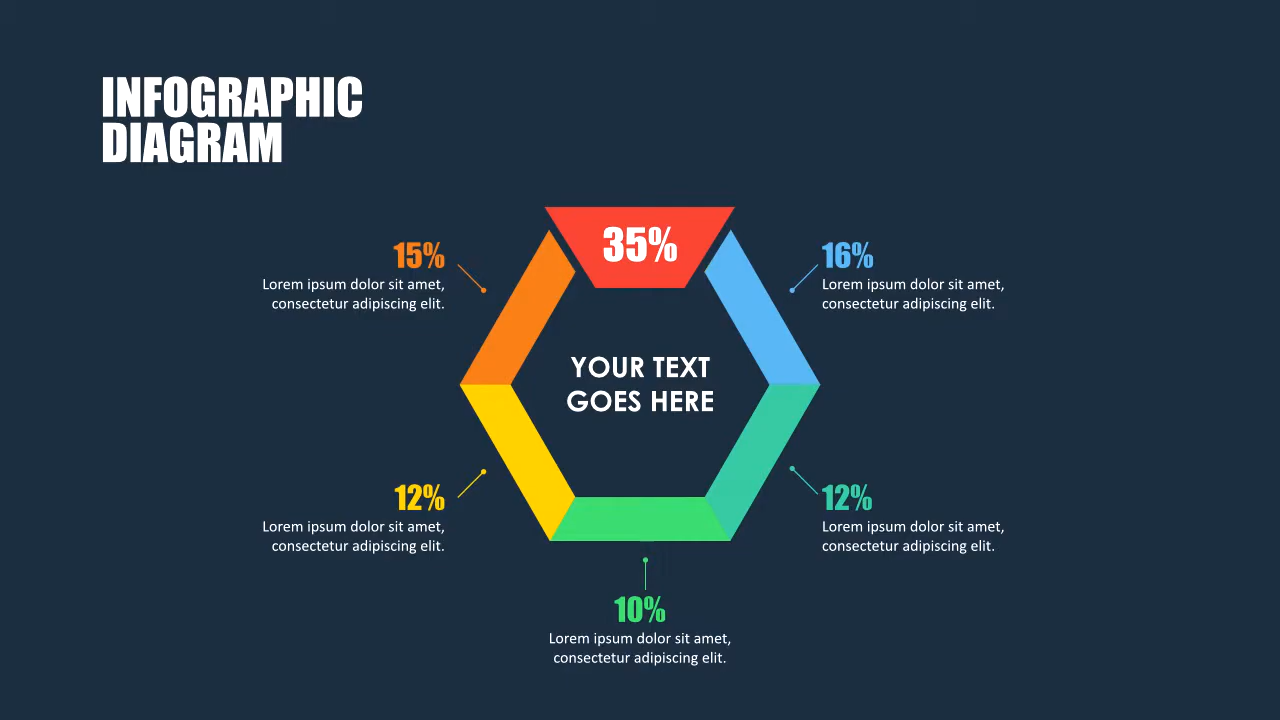 INFOGRAPHIC
DIAGRAM
35%
15%
Lorem ipsum dolor sit amet,
consectetur adipiscing elit.
16%
Lorem ipsum dolor sit amet,
consectetur adipiscing elit.
YOUR TEXT
GOES HERE
12%
Lorem ipsum dolor sit amet,
consectetur adipiscing elit.
12%
Lorem ipsum dolor sit amet,
consectetur adipiscing elit.
10%
Lorem ipsum dolor sit amet,
consectetur adipiscing elit.